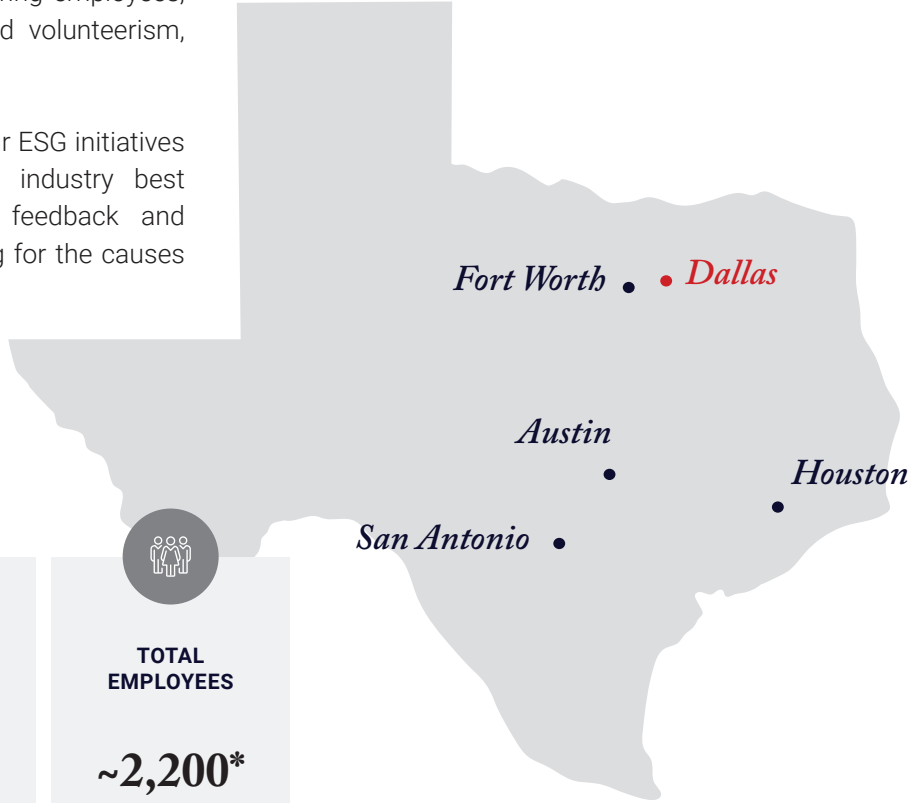 employees,
volunteerism,
ESG initiatives
industry best
feedback and
for the causes
Fort Worth
Dallas
Austin
Houston
San Antonio
TOTAL
EMPLOYEES
~2,200*